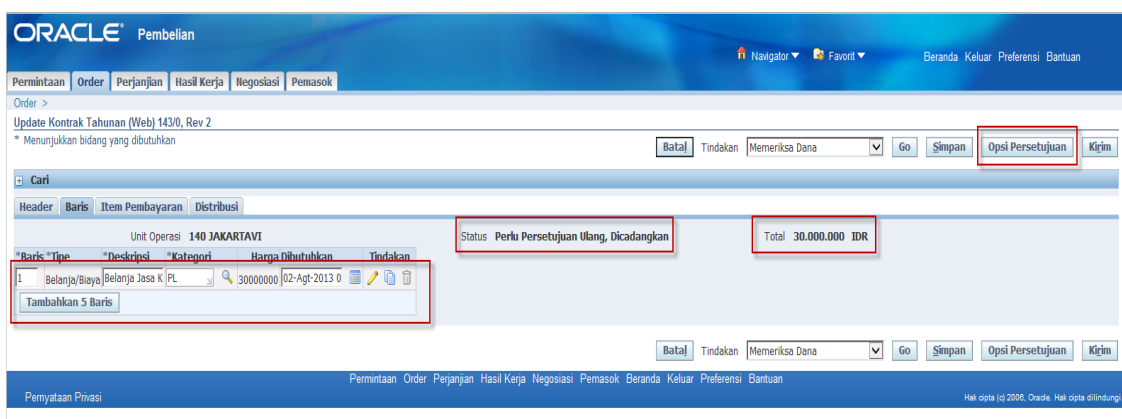 ORACLE® Pembelian
Navigator Favorit Beranda Keluar Preferensi Bantuan
Permintaan Order Perjanjian Hasil Kerja Negosiasi Pemasok
Order >
Update Kontrak Tahunan (Web) 143/0, Rev 2
* Menunjukkan bidang yang dibutuhkan
Batal Tindakan Memeriksa Dana Go Simpan Opsi Persetujuan Kirim
Cari
Header Baris Item Pembayaran Distribusi
Unit Operasi 140 JAKARTAVI Status Perlu Persetujuan Ulang, Dicadangkan Total 30.000.000 IDR
*Baris *Tipe *Deskripsi *Kategori Harga Dibutuhkan Tindakan
1 Belanja/Biaya Belanja Jasa K PL 30000000 02-Agt-2013 0
Tambahkan 5 Baris
Batal Tindakan Memeriksa Dana Go Simpan Opsi Persetujuan Kirim
Permintaan Order Perjanjian Hasil Kerja Negosiasi Pemasok Beranda Keluar Preferensi Bantuan
Pernyataan Privasi Hak cipta (c) 2006, Oracle. Hak cipta dilindungi.